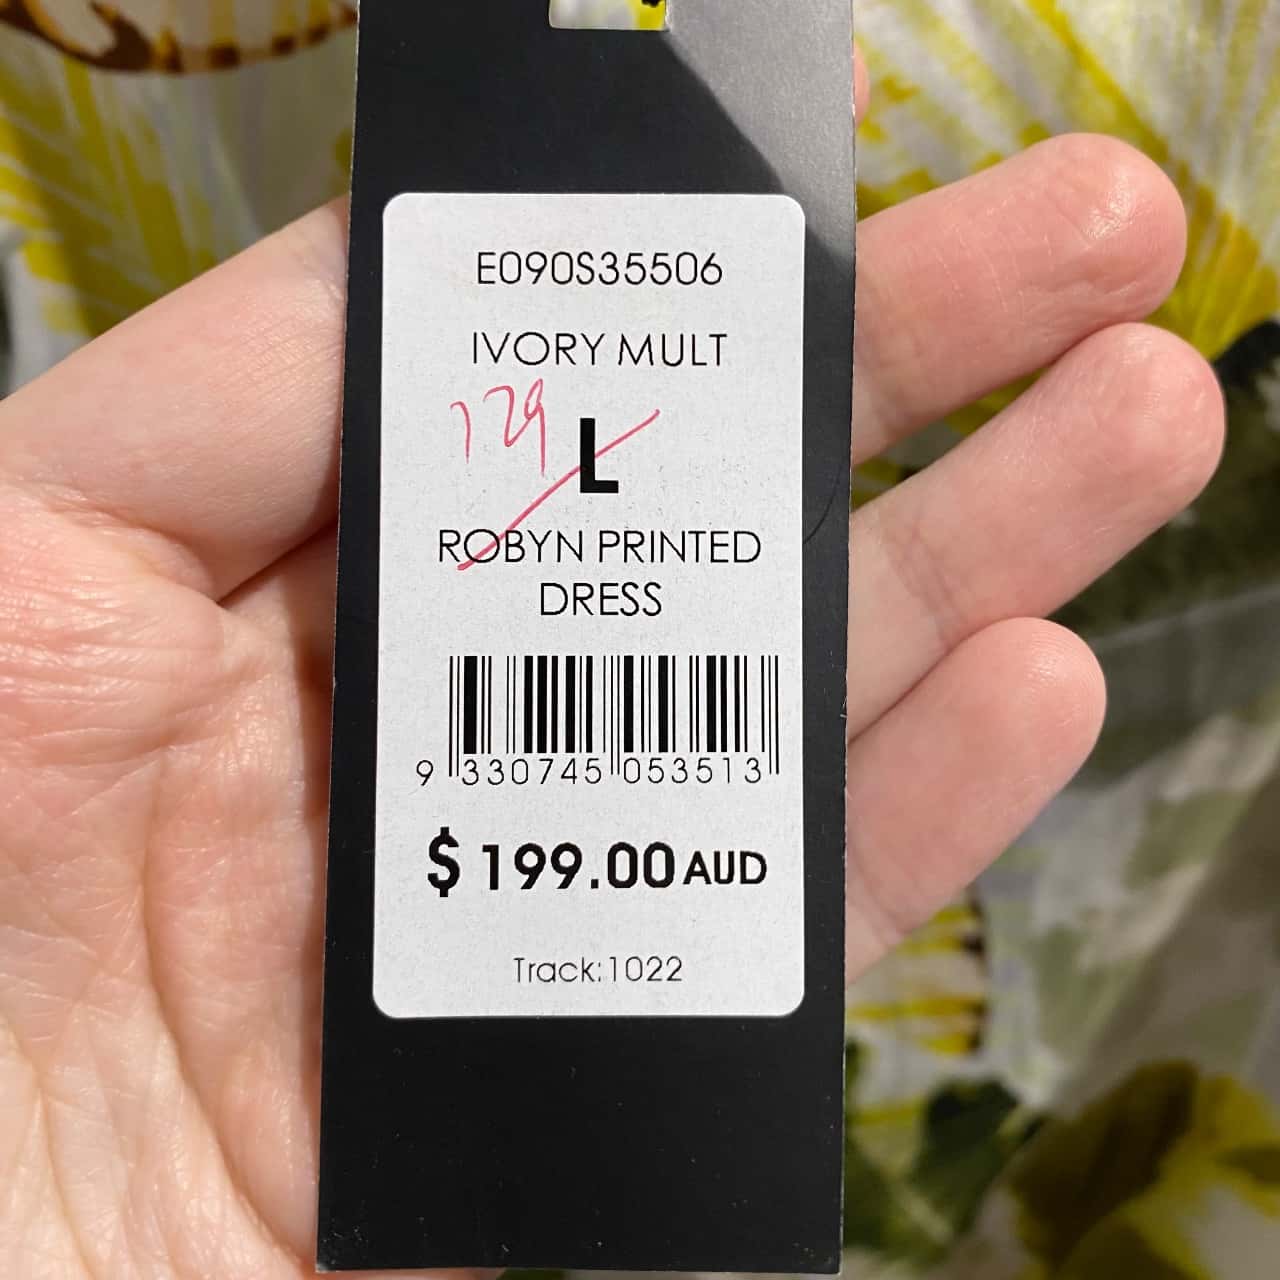 E090S35506
IVORY MULT
129
L
ROBYN PRINTED
DRESS
9 330745 053513
$ 199.00 AUD
Track:1022